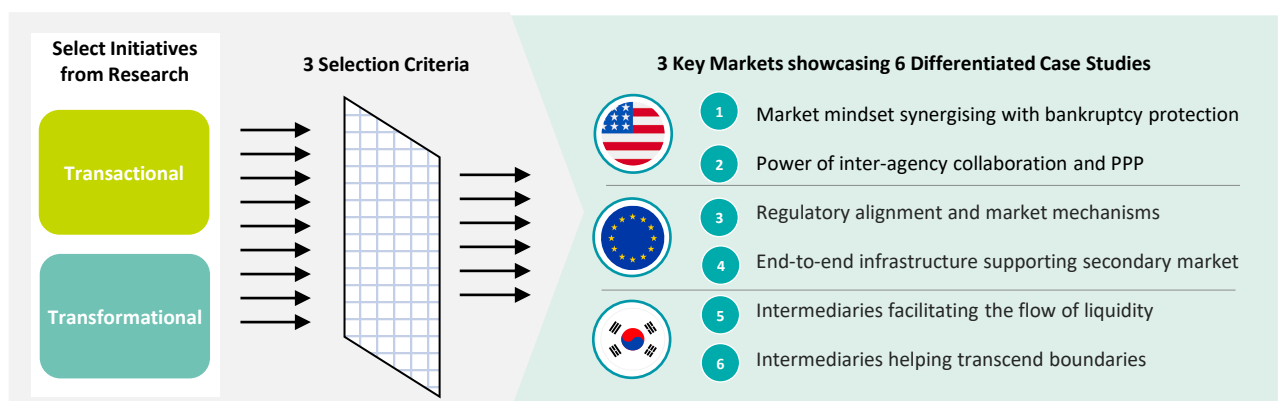 Select Initiatives
from Research
Transactional
Transformational
3 Selection Criteria
3 Key Markets showcasing 6 Differentiated Case Studies
1 Market mindset synergising with bankruptcy protection
2 Power of inter-agency collaboration and PPP
3 Regulatory alignment and market mechanisms
4 End-to-end infrastructure supporting secondary market
5 Intermediaries facilitating the flow of liquidity
6 Intermediaries helping transcend boundaries